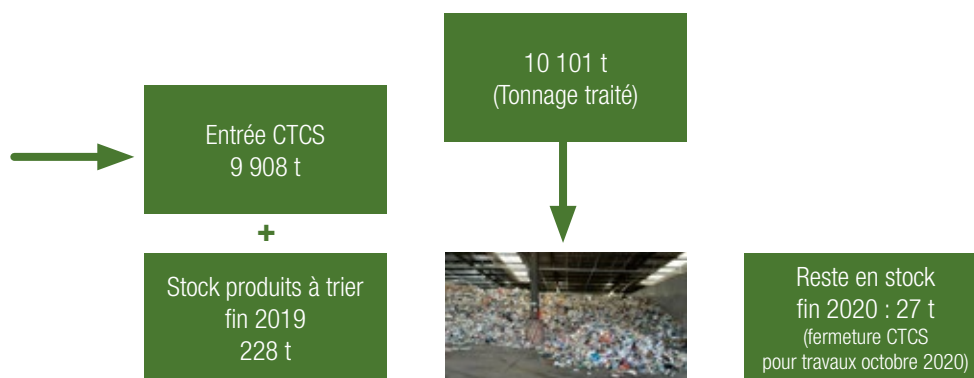 Entrée CTCS
9 908 t
+
Stock produits à trier
fin 2019
228 t
10 101 t
(Tonnage traité)
Reste en stock
fin 2020 : 27 t
(fermeture CTCS
pour travaux octobre 2020)